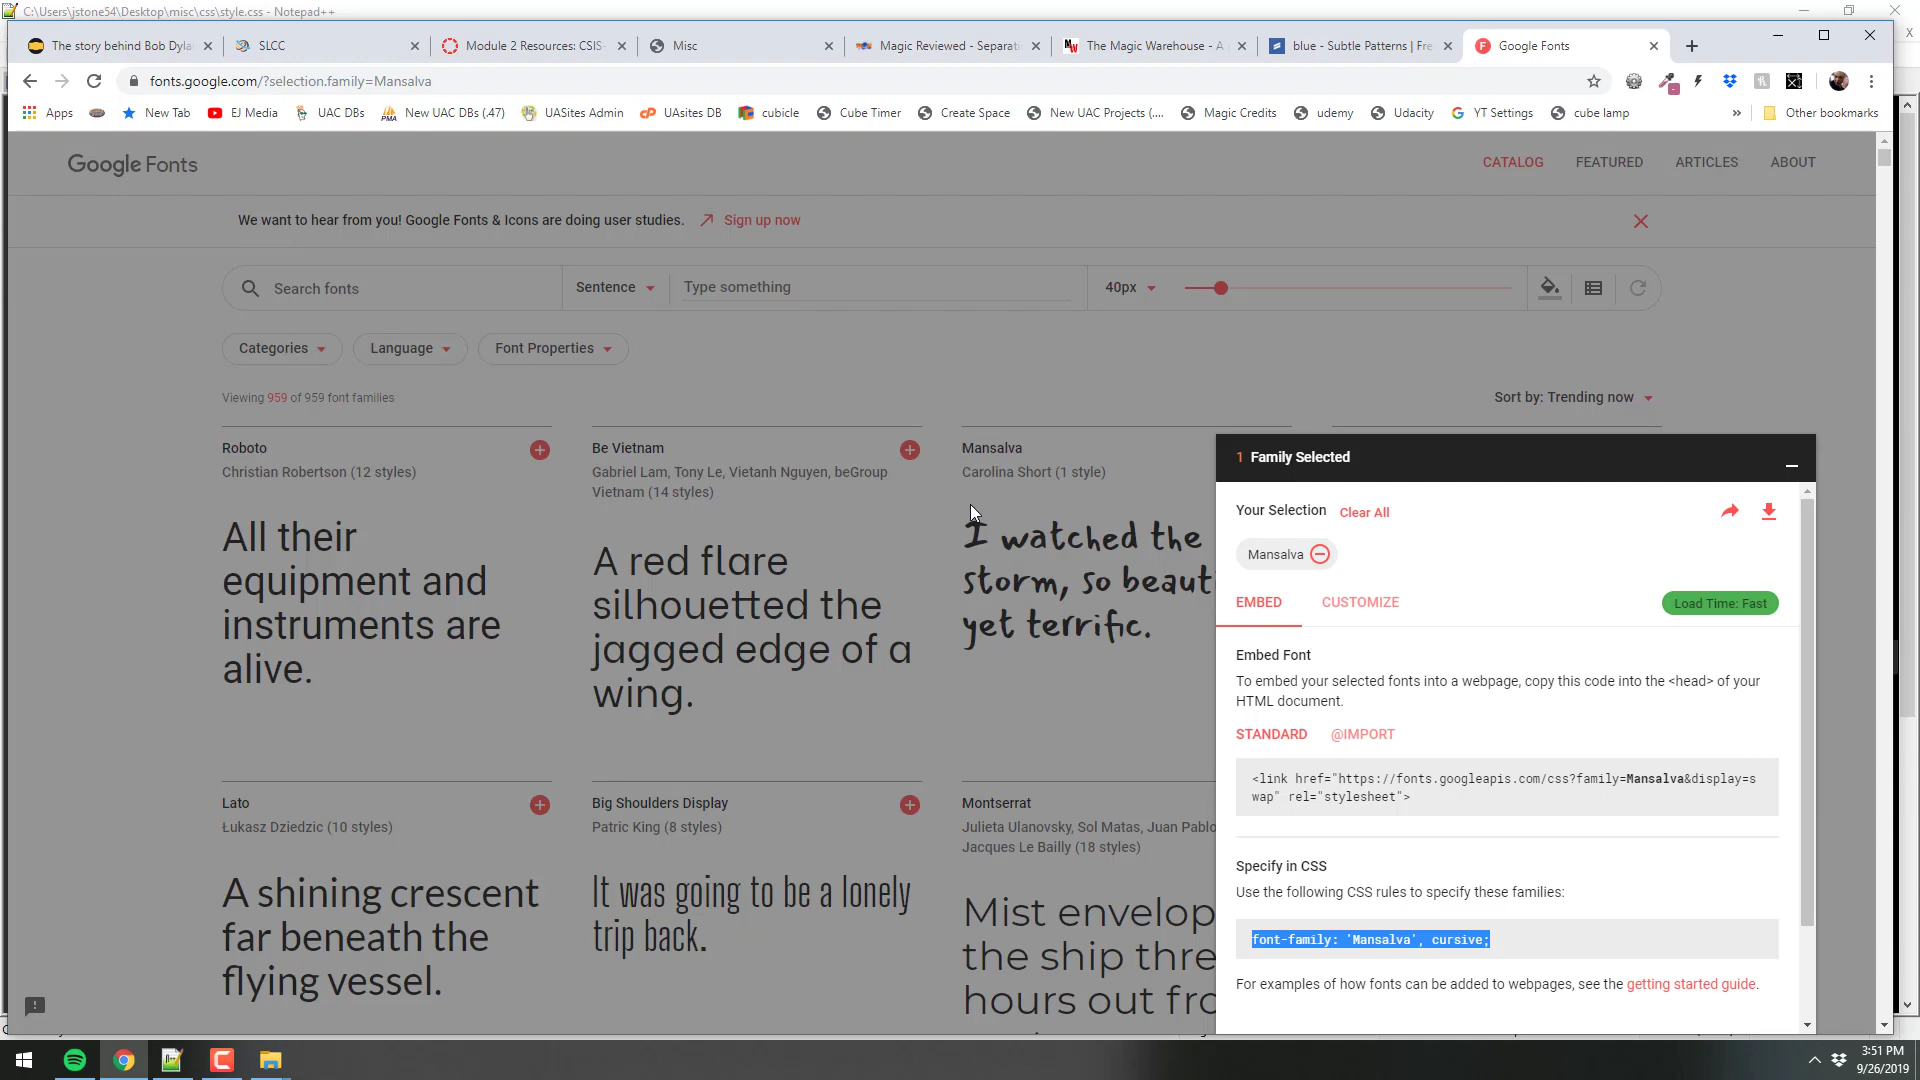 C:\Users\jstone54\Desktop\misc\css\style.css - Notepad++
The story behind Bob Dyla
SLCC
Module 2 Resources: CSIS-
Misc
Magic Reviewed - Separati
The Magic Warehouse - A
blue - Subtle Patterns | Fre
Google Fonts
fonts.google.com/?selection.family=Mansalva
Apps
New Tab
EJ Media
UAC DBs
New UAC DBs (.47)
UASites Admin
UAsites DB
cubicle
Cube Timer
Create Space
New UAC Projects (....
Magic Credits
udemy
Udacity
YT Settings
cube lamp
»
Other bookmarks
Google Fonts
CATALOG
FEATURED
ARTICLES
ABOUT
We want to hear from you! Google Fonts & Icons are doing user studies.
Sign up now
Search fonts
Sentence
Type something
40px
Categories
Language
Font Properties
Viewing 959 of 959 font families
Sort by: Trending now
Roboto
Christian Robertson (12 styles)
All their
equipment and
instruments are
alive.
Be Vietnam
Gabriel Lam, Tony Le, Vietanh Nguyen, beGroup
Vietnam (14 styles)
A red flare
silhouetted the
jagged edge of a
wing.
Mansalva
Carolina Short (1 style)
I watched the
storm, so beauti
yet terrific.
Lato
Łukasz Dziedzic (10 styles)
A shining crescent
far beneath the
flying vessel.
Big Shoulders Display
Patric King (8 styles)
It was going to be a lonely
trip back.
Montserrat
Julieta Ulanovsky, Sol Matas, Juan Pablo
Jacques Le Bailly (18 styles)
Mist envelop
the ship thre
hours out fro
1 Family Selected
Your Selection
Clear All
Mansalva
EMBED
CUSTOMIZE
Load Time: Fast
Embed Font
To embed your selected fonts into a webpage, copy this code into the <head> of your
HTML document.
STANDARD
@IMPORT
<link href="https://fonts.googleapis.com/css?family=Mansalva&display=s
wap" rel="stylesheet">
Specify in CSS
Use the following CSS rules to specify these families:
font-family: 'Mansalva', cursive;
For examples of how fonts can be added to webpages, see the getting started guide.
3:51 PM
9/26/2019